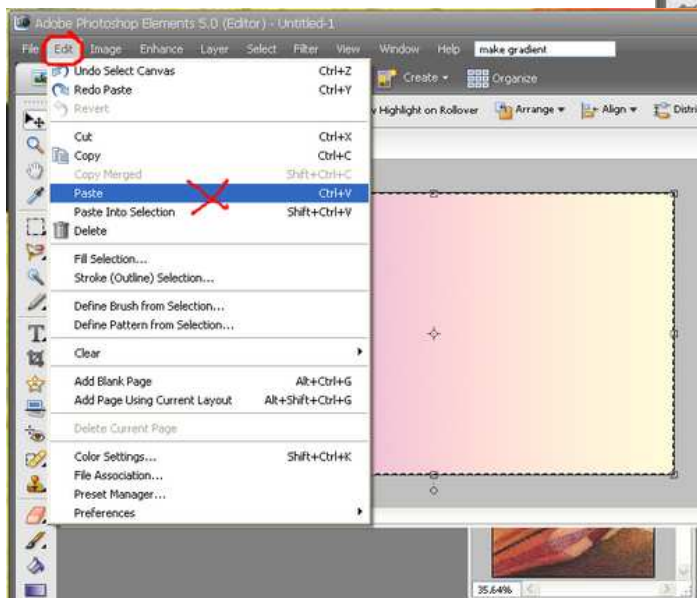 Adobe Photoshop Elements 5.0 (Editor) - Untitled-1
File Edit Image Enhance Layer Select Filter View Window Help make gradient
Create Organize
Highlight on Rollover Arrange Align Distri
Undo Select Canvas Ctrl+Z
Redo Paste Ctrl+Y
Revert
Cut Ctrl+X
Copy Ctrl+C
Copy Merged Shift+Ctrl+C
Paste Ctrl+V
Paste Into Selection Shift+Ctrl+V
Delete
Fill Selection...
Stroke (Outline) Selection...
Define Brush from Selection...
Define Pattern from Selection...
Clear
Add Blank Page Alt+Ctrl+G
Add Page Using Current Layout Alt+Shift+Ctrl+G
Delete Current Page
Color Settings... Shift+Ctrl+K
File Association...
Preset Manager...
Preferences
35.64%